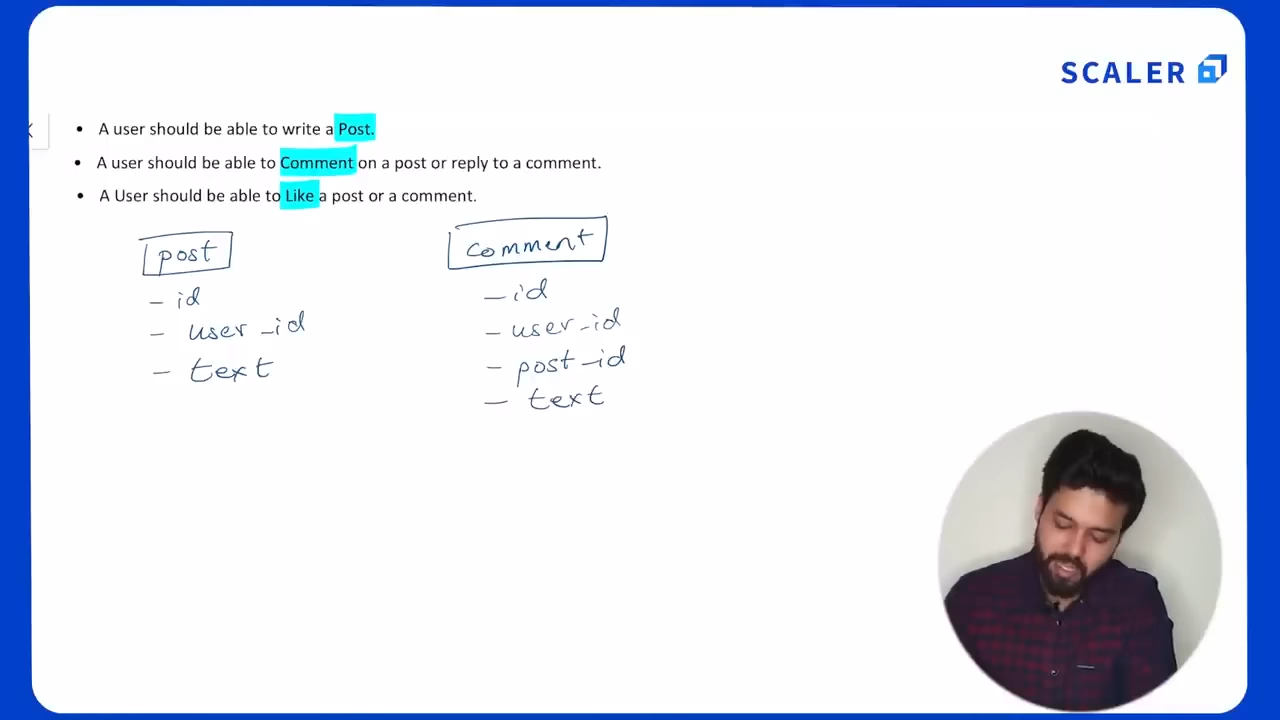 SCALER
• A user should be able to write a Post.
• A user should be able to Comment on a post or reply to a comment.
• A User should be able to Like a post or a comment.
post
- id
- user_id
- text
comment
- id
- user_id
- post_id
- text